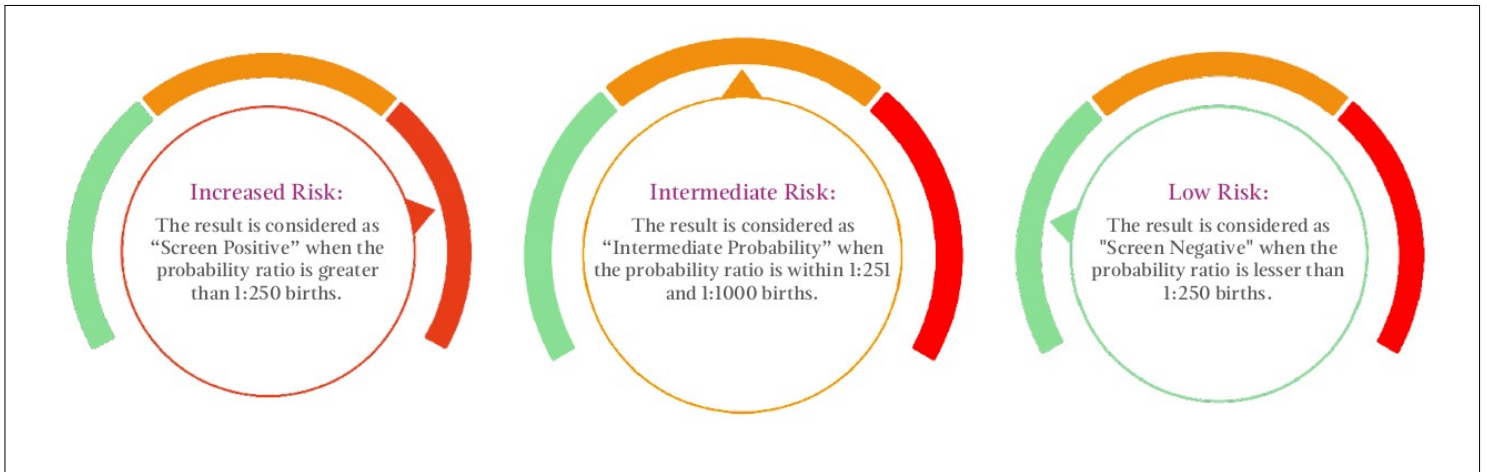 Increased Risk:
The result is considered as
“Screen Positive” when the
probability ratio is greater
than 1:250 births.
Intermediate Risk:
The result is considered as
“Intermediate Probability” when
the probability ratio is within 1:251
and 1:1000 births.
Low Risk:
The result is considered as
"Screen Negative" when the
probability ratio is lesser than
1:250 births.